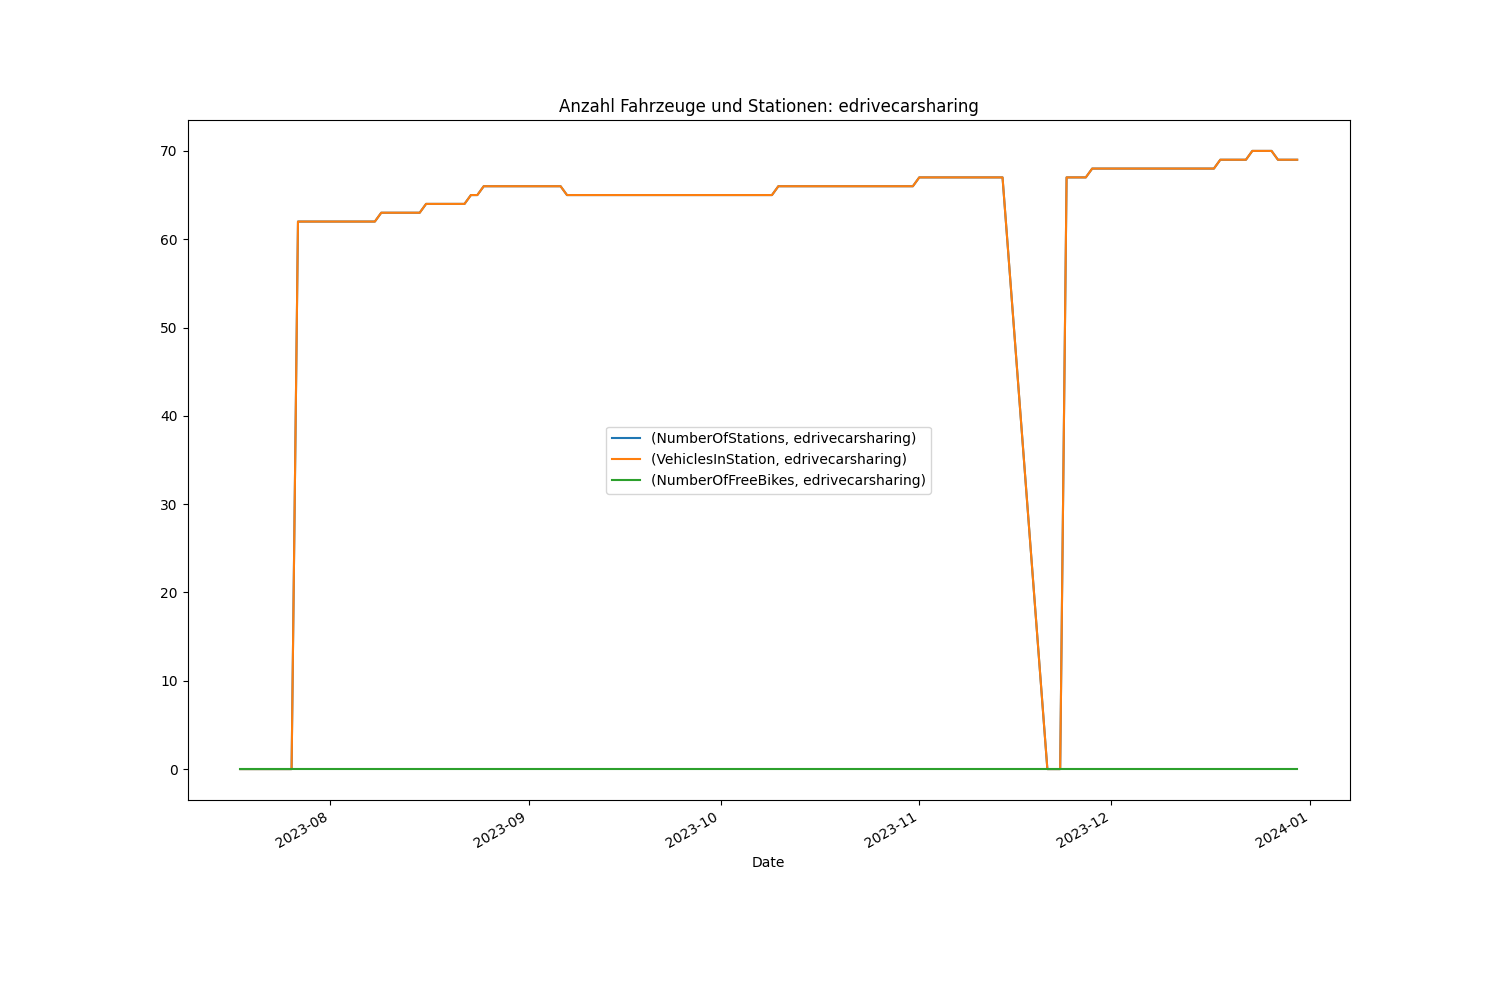 Anzahl Fahrzeuge und Stationen: edrivecarsharing
70
60
50
40
30
20
10
0
(NumberOfStations, edrivecarsharing)
(VehiclesInStation, edrivecarsharing)
(NumberOfFreeBikes, edrivecarsharing)
2023-08
2023-09
2023-10
2023-11
2023-12
2024-01
Date